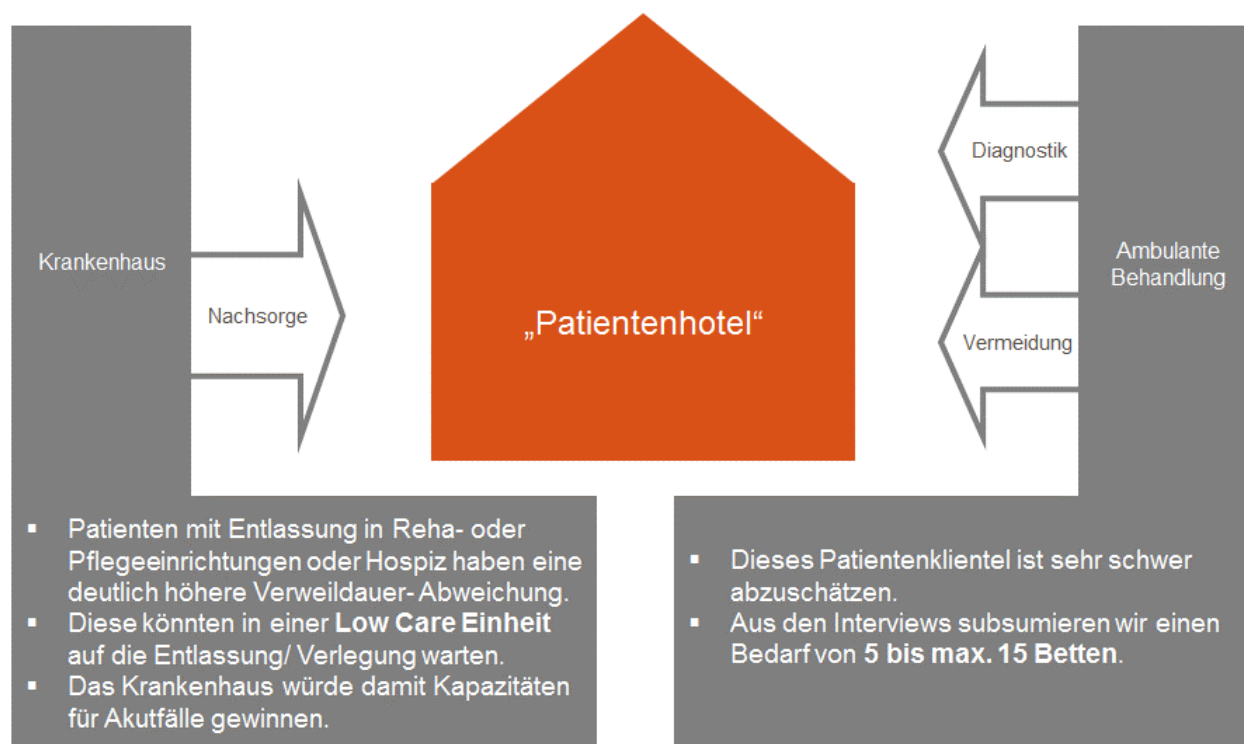 Krankenhaus
Nachsorge
„Patientenhotel“
Diagnostik
Vermeidung
Ambulante
Behandlung
▪ Patienten mit Entlassung in Reha- oder
Pflegeeinrichtungen oder Hospiz haben eine
deutlich höhere Verweildauer- Abweichung.
▪ Diese könnten in einer Low Care Einheit
auf die Entlassung/ Verlegung warten.
▪ Das Krankenhaus würde damit Kapazitäten
für Akutfälle gewinnen.
▪ Dieses Patientenklientel ist sehr schwer
abzuschätzen.
▪ Aus den Interviews subsumieren wir einen
Bedarf von 5 bis max. 15 Betten.